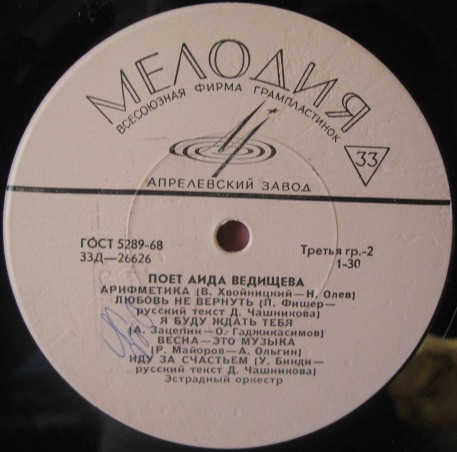 МЕЛОДИЯ
ВСЕСОЮЗНАЯ ФИРМА ГРАМПЛАСТИНОК
33
АПРЕЛЕВСКИЙ ЗАВОД
ГОСТ 5289-68
33Д—26626
Третья гр.-2
1-30
ПОЕТ АИДА ВЕДИЩЕВА
АРИФМЕТИКА (В. Хвойницкий—Н. Олев)
ЛЮБОВЬ НЕ ВЕРНУТЬ (П. Фишер—
русский текст Д. Чашникова)
Я БУДУ ЖДАТЬ ТЕБЯ
(А. Зацепин—О. Гаджикасимов)
ВЕСНА—ЭТО МУЗЫКА
(Р. Майоров—А. Ольгин)
ИДУ ЗА СЧАСТЬЕМ (У. Бинди—
русский текст Д. Чашникова)
Эстрадный оркестр